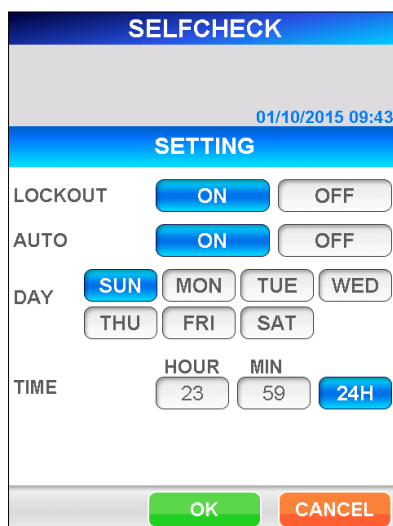 SELFCHECK
01/10/2015 09:43
SETTING
LOCKOUT ON OFF
AUTO ON OFF
DAY SUN MON TUE WED
THU FRI SAT
HOUR MIN
TIME 23 59 24H
OK CANCEL